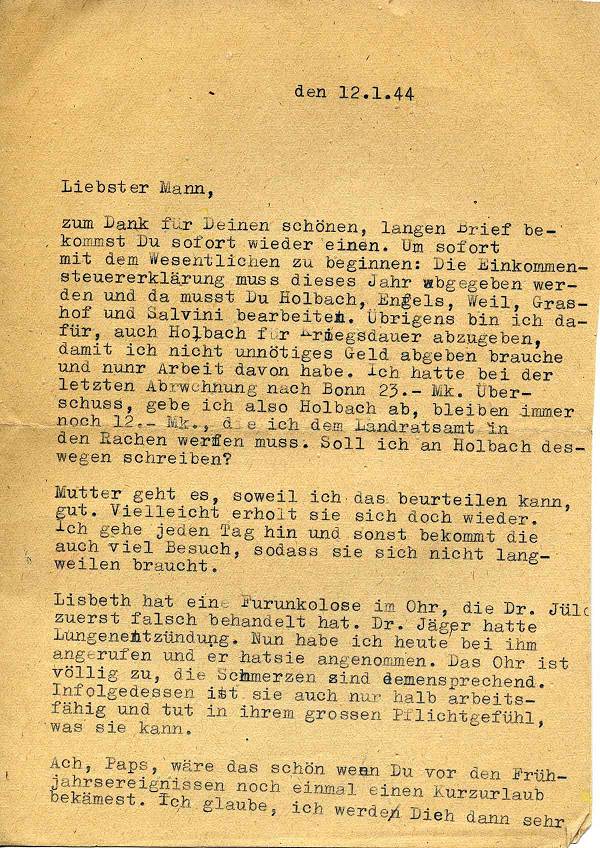 den 12.1.44
Liebster Mann,
zum Dank für Deinen schönen, langen Brief be-
kommst Du sofort wieder einen. Um sofort
mit dem Wesentlichen zu beginnen: Die Einkommen-
steuererklärung muss dieses Jahr abgegeben wer-
den und da musst Du Holbach, Engels, Weil, Gras-
hof und Salvini bearbeiten. Übrigens bin ich da-
für, auch Holbach für Kriegsdauer abzugeben,
damit ich nicht unnötiges Geld abgeben brauche
und nunr Arbeit davon habe. Ich hatte bei der
letzten Abrwchnung nach Bonn 23.- Mk. Über-
schuss, gebe ich also Holbach ab, bleiben immer
noch 12.- Mk., die ich dem Landratsamt in
den Rachen werfen muss. Soll ich an Holbach des-
wegen schreiben?
Mutter geht es, soweit ich das beurteilen kann,
gut. Vielleicht erholt sie sich doch wieder.
Ich gehe jeden Tag hin und sonst bekommt die
auch viel Besuch, sodass sie sich nicht lang-
weilen braucht.
Lisbeth hat eine Furunkolose im Ohr, die Dr.
zuerst falsch behandelt hat. Dr. Jäger hatte
Lungenentzündung. Nun habe ich heute bei ihm
angerufen und er hatsie angenommen. Das Ohr ist
völlig zu, die Schmerzen sind demensprechend.
Infolgedessen ist sie auch nur halb arbeits-
fähig und tut in ihrem grossen Pflichtgefühl,
was sie kann.
Ach, Paps, wäre das schön wenn Du vor den Früh-
jahrsereignissen noch einmal einen Kurzurlaub
bekämest. Ich glaube, ich werde Dieh dann sehr